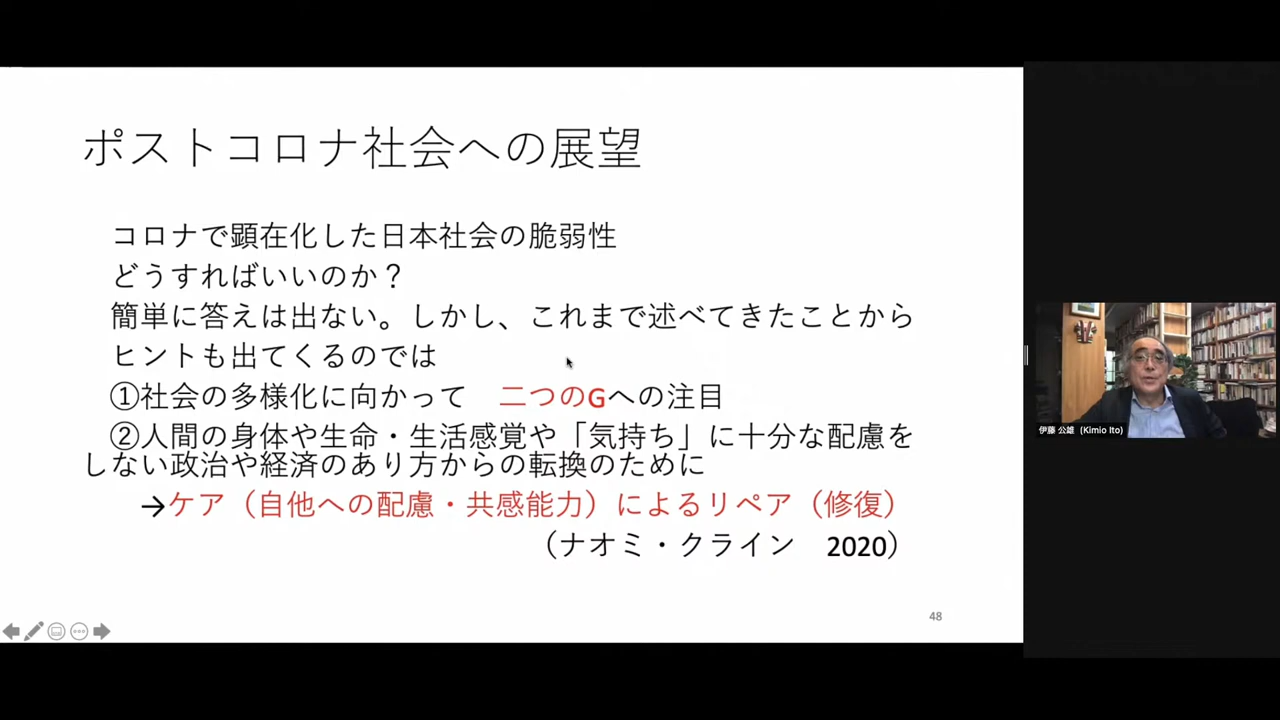 ポストコロナ社会への展望
コロナで顕在化した日本社会の脆弱性
どうすればいいのか？
簡単に答えは出ない。しかし、これまで述べてきたことから
ヒントも出てくるのでは
①社会の多様化に向かって　二つのGへの注目
②人間の身体や生命・生活感覚や「気持ち」に十分な配慮を
しない政治や経済のあり方からの転換のために
→ケア（自他への配慮・共感能力）によるリペア（修復）
（ナオミ・クライン　2020）
48
伊藤 公雄 (Kimio Ito)